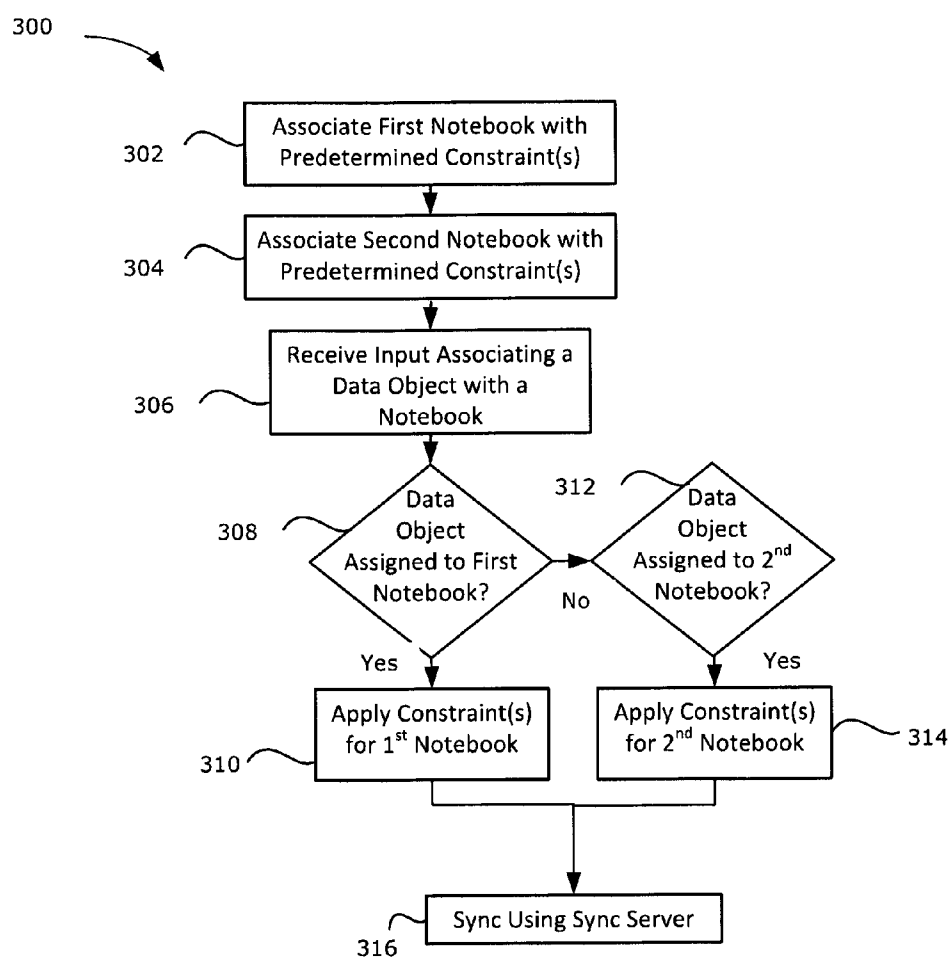 300
302
Associate First Notebook with
Predetermined Constraint(s)
304
Associate Second Notebook with
Predetermined Constraint(s)
306
Receive Input Associating a
Data Object with a
Notebook
308
Data
Object
Assigned to First
Notebook?
No
312
Data
Object
Assigned to 2nd
Notebook?
Yes
Yes
310
Apply Constraint(s)
for 1st Notebook
Apply Constraint(s)
for 2nd Notebook
314
316
Sync Using Sync Server